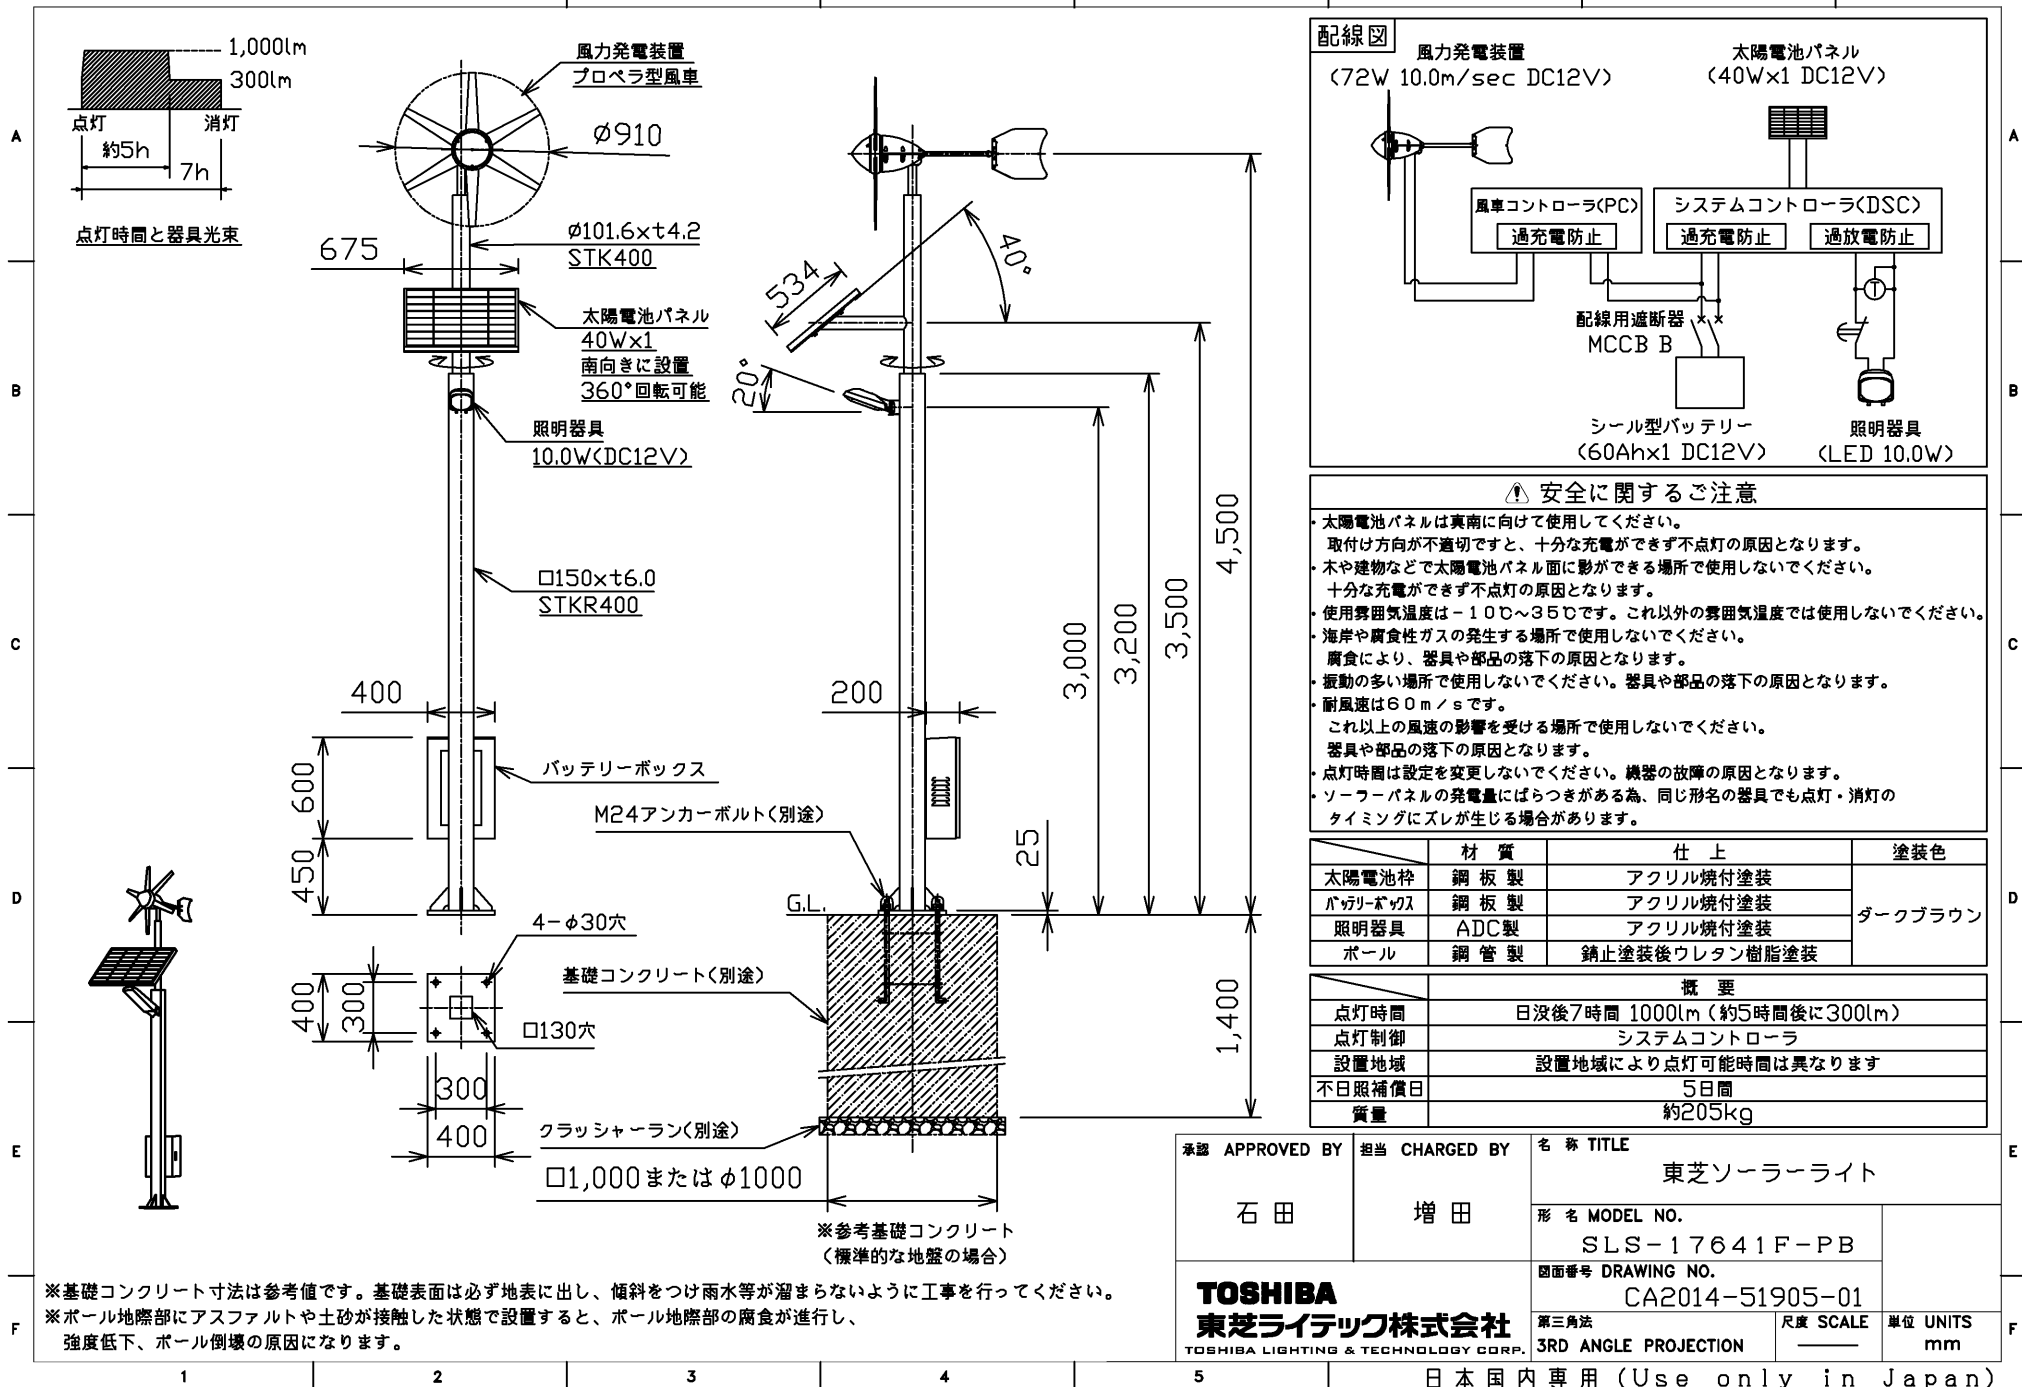 1,000lm
300lm
点灯 消灯
約5h
7h
点灯時間と器具光束
風力発電装置
プロペラ型風車
φ910
φ101.6×t4.2
STK400
675
太陽電池パネル
40W×1
南向きに設置
360°回転可能
照明器具
10.0W(DC12V)
□150×t6.0
STKR400
400
600
450
バッテリーボックス
M24アンカーボルト(別途)
4-φ30穴
基礎コンクリート(別途)
400
300
□130穴
300
400
クラッシャーラン(別途)
□1,000またはφ1000
534
40°
20°
200
25
G.L.
3,000
3,200
3,500
4,500
1,400
※参考基礎コンクリート
(標準的な地盤の場合)
※基礎コンクリート寸法は参考値です。基礎表面は必ず地表に出し、傾斜をつけ雨水等が溜まらないように工事を行ってください。
※ポール地際部にアスファルトや土砂が接触した状態で設置すると、ポール地際部の腐食が進行し、
強度低下、ポール倒壊の原因になります。
配線図
風力発電装置
(72W 10.0m/sec DC12V)
太陽電池パネル
(40W×1 DC12V)
風車コントローラ(PC)
過充電防止
システムコントローラ(DSC)
過充電防止 過放電防止
T
配線用遮断器
MCCB B
シール型バッテリー
(60Ah×1 DC12V)
照明器具
(LED 10.0W)
⚠ 安全に関するご注意
・太陽電池パネルは真南に向けて使用してください。
取付け方向が不適切ですと、十分な充電ができず不点灯の原因となります。
・木や建物などで太陽電池パネル面に影ができる場所で使用しないでください。
十分な充電ができず不点灯の原因となります。
・使用雰囲気温度は－10℃～35℃です。これ以外の雰囲気温度では使用しないでください。
・海岸や腐食性ガスの発生する場所で使用しないでください。
腐食により、器具や部品の落下の原因となります。
・振動の多い場所で使用しないでください。器具や部品の落下の原因となります。
・耐風速は60m/sです。
これ以上の風速の影響を受ける場所で使用しないでください。
器具や部品の落下の原因となります。
・点灯時間は設定を変更しないでください。機器の故障の原因となります。
・ソーラーパネルの発電量にばらつきがある為、同じ形名の器具でも点灯・消灯の
タイミングにズレが生じる場合があります。
材 質 仕 上 塗装色
太陽電池枠 鋼 板 製 アクリル焼付塗装
バッテリーボックス 鋼 板 製 アクリル焼付塗装
ダークブラウン
照明器具 ADC製 アクリル焼付塗装
ポール 鋼 管 製 錆止塗装後ウレタン樹脂塗装
概 要
点灯時間 日没後7時間 1000lm (約5時間後に300lm)
点灯制御 システムコントローラ
設置地域 設置地域により点灯可能時間は異なります
不日照補償日 5日間
質量 約205kg
承認 APPROVED BY 担当 CHARGED BY
石 田 増 田
名 称 TITLE
東芝ソーラーライト
形 名 MODEL NO.
SLS-17641F-PB
図面番号 DRAWING NO.
CA2014-51905-01
TOSHIBA
東芝ライテック株式会社
TOSHIBA LIGHTING & TECHNOLOGY CORP.
第三角法 尺度 SCALE 単位 UNITS
3RD ANGLE PROJECTION mm
日本国内専用 (Use only in Japan)
A
B
C
D
E
F
A
B
C
D
E
F
1 2 3 4 5